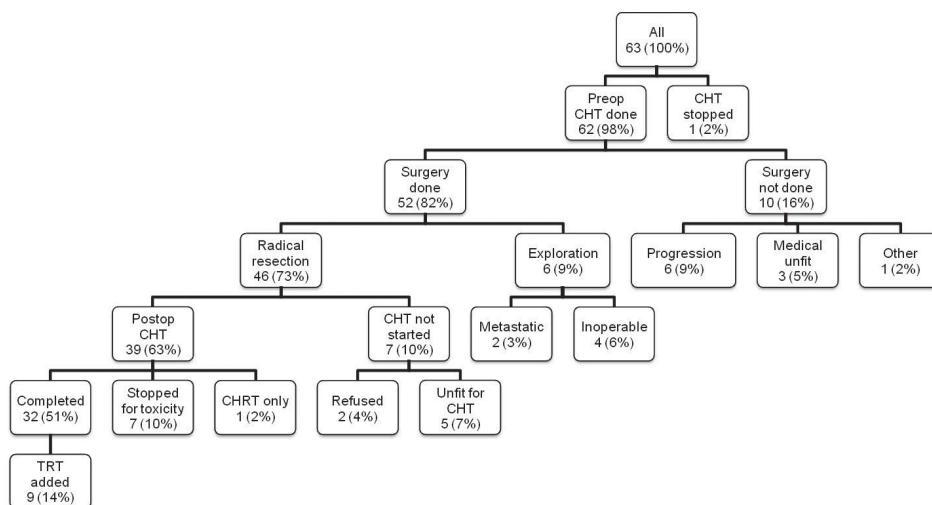 All
63 (100%)
Preop
CHT done
62 (98%)
CHT
stopped
1 (2%)
Surgery
done
52 (82%)
Surgery
not done
10 (16%)
Radical
resection
46 (73%)
Exploration
6 (9%)
Progression
6 (9%)
Medical
unfit
3 (5%)
Other
1 (2%)
Postop
CHT
39 (63%)
CHT not
started
7 (10%)
Metastatic
2 (3%)
Inoperable
4 (6%)
Completed
32 (51%)
Stopped
for toxicity
7 (10%)
CHRT only
1 (2%)
Refused
2 (4%)
Unfit for
CHT
5 (7%)
TRT
added
9 (14%)